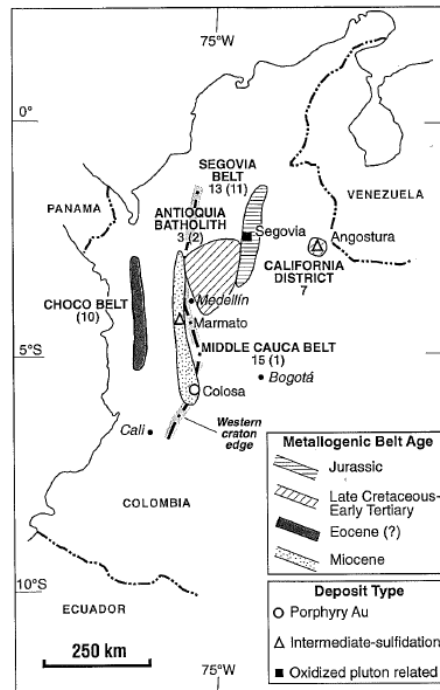 75°W
0°
SEGOVIA
BELT
13 (11)
VENEZUELA
PANAMA
ANTIOQUIA
BATHOLITH
3 (2)
Segovia
Angostura
CALIFORNIA
DISTRICT
7
CHOCO BELT
(10)
Medellín
Marmato
MIDDLE CAUCA BELT
15 (1)
5°S
Bogotá
Colosa
Cali
Western
craton
edge
COLOMBIA
10°S
ECUADOR
250 km
75°W
Metallogenic Belt Age
Jurassic
Late Cretaceous-
Early Tertiary
Eocene (?)
Miocene
Deposit Type
Porphyry Au
Intermediate-sulfidation
Oxidized pluton related